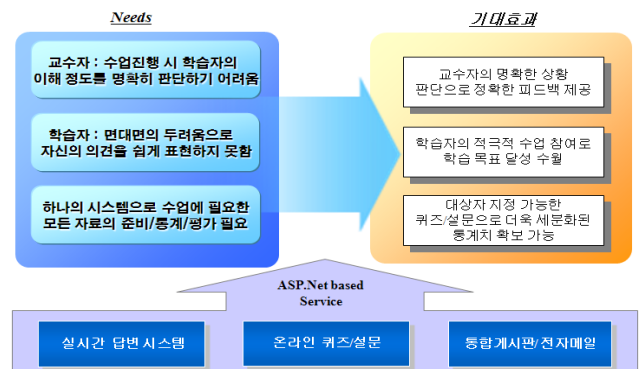 Needs
기대효과
교수자 : 수업진행 시 학습자의
이해 정도를 명확히 판단하기 어려움
학습자 : 면대면의 두려움으로
자신의 의견을 쉽게 표현하지 못함
하나의 시스템으로 수업에 필요한
모든 자료의 준비/통계/평가 필요
교수자의 명확한 상황
판단으로 정확한 피드백 제공
학습자의 적극적 수업 참여로
학습 목표 달성 수월
대상자 지정 가능한
퀴즈/설문으로 더욱 세문화된
통계치 확보 가능
ASP.Net based
Service
실시간 답변 시스템
온라인 퀴즈/설문
통합게시판/전자메일